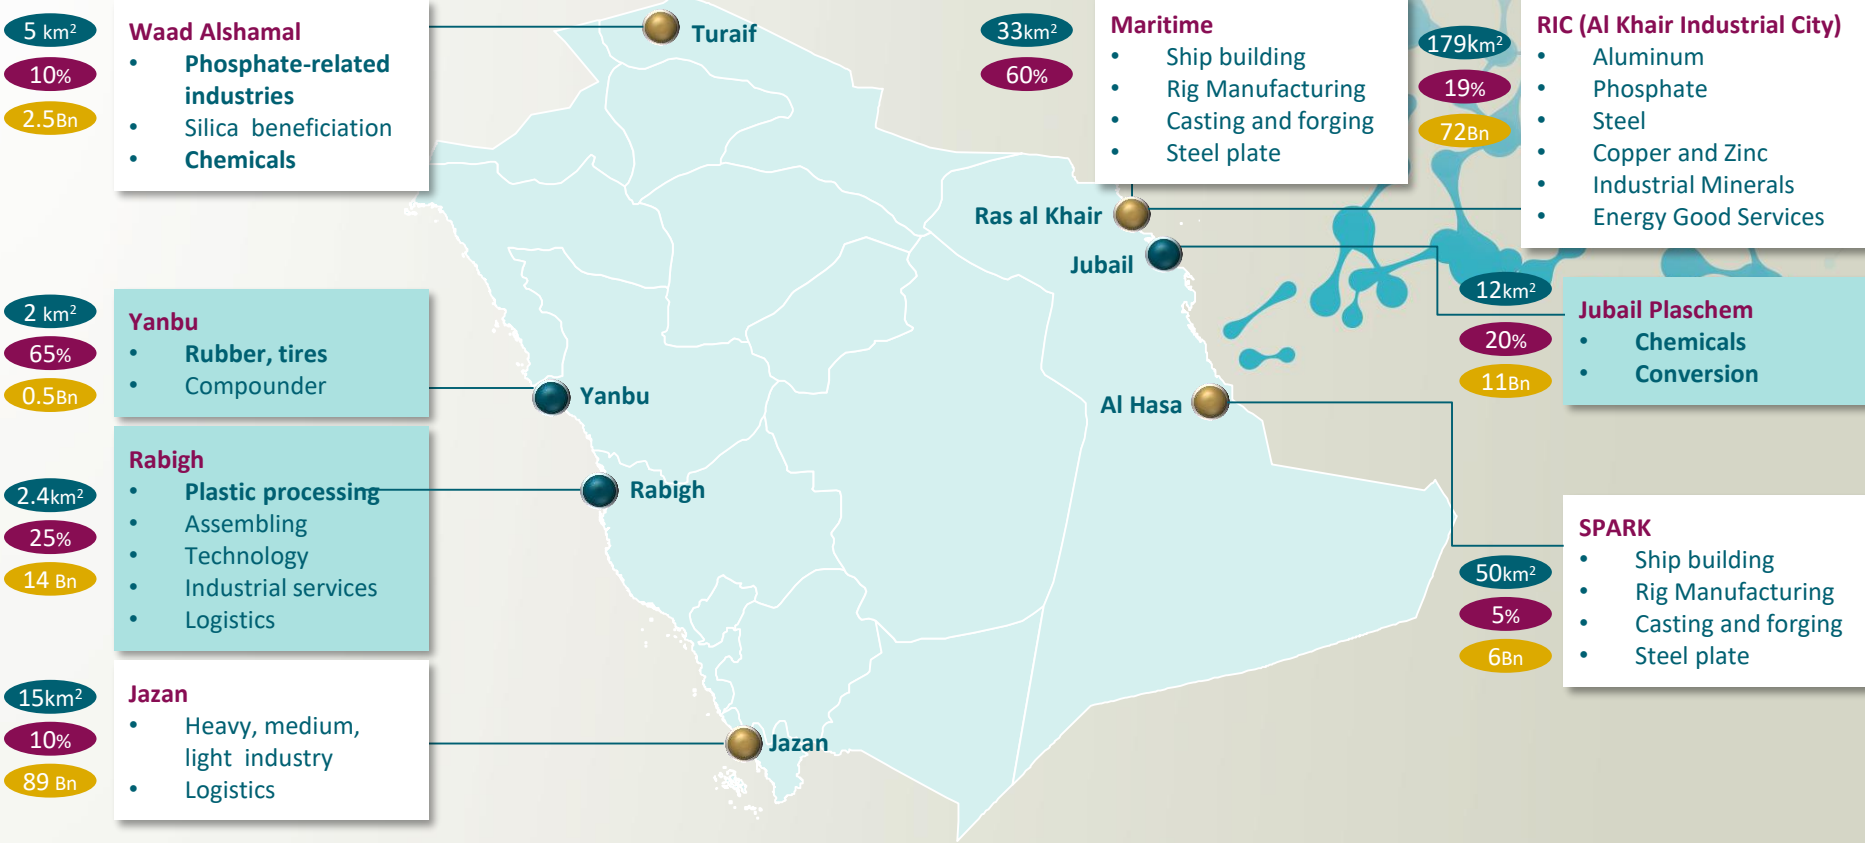 5 km²
10%
2.5Bn
Waad Alshamal
• Phosphate-related
industries
• Silica beneficiation
• Chemicals
Turaif
33km²
60%
Maritime
• Ship building
• Rig Manufacturing
• Casting and forging
• Steel plate
179km²
19%
72Bn
RIC (Al Khair Industrial City)
• Aluminum
• Phosphate
• Steel
• Copper and Zinc
• Industrial Minerals
• Energy Good Services
Ras al Khair
Jubail
2 km²
65%
0.5Bn
Yanbu
• Rubber, tires
• Compounder
Yanbu
12km²
20%
11Bn
Jubail Plaschem
• Chemicals
• Conversion
Al Hasa
2.4km²
25%
14 Bn
Rabigh
• Plastic processing
• Assembling
• Technology
• Industrial services
• Logistics
Rabigh
50km²
5%
6Bn
SPARK
• Ship building
• Rig Manufacturing
• Casting and forging
• Steel plate
15km²
10%
89 Bn
Jazan
• Heavy, medium,
light industry
• Logistics
Jazan